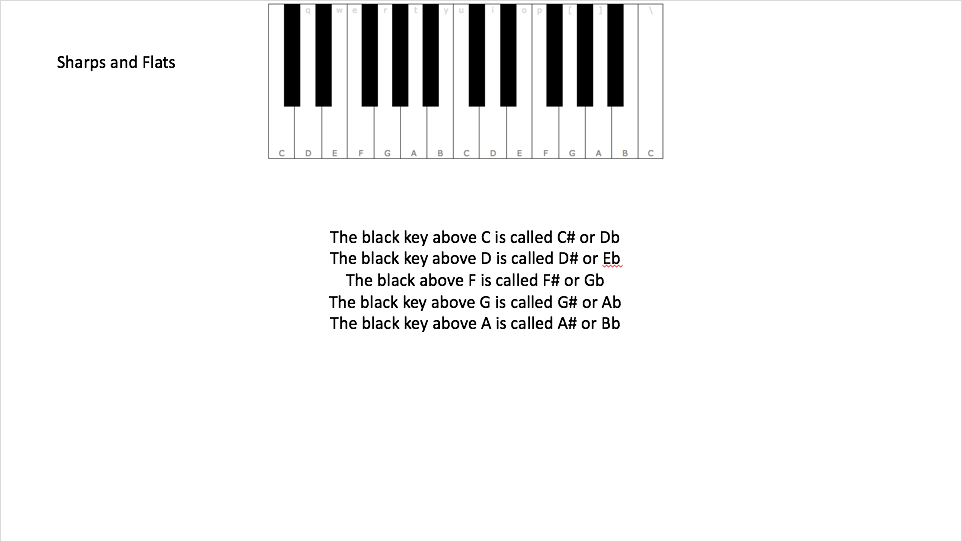 q w e r t y u i o p [ ] \
Sharps and Flats
C D E F G A B C D E F G A B C
The black key above C is called C# or Db
The black key above D is called D# or Eb
The black above F is called F# or Gb
The black key above G is called G# or Ab
The black key above A is called A# or Bb